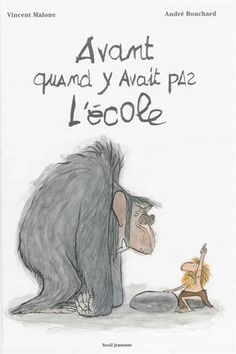 Vincent Malone André Bouchard
Avant
quand y Avait pas
L'école
Seuil jeunesse